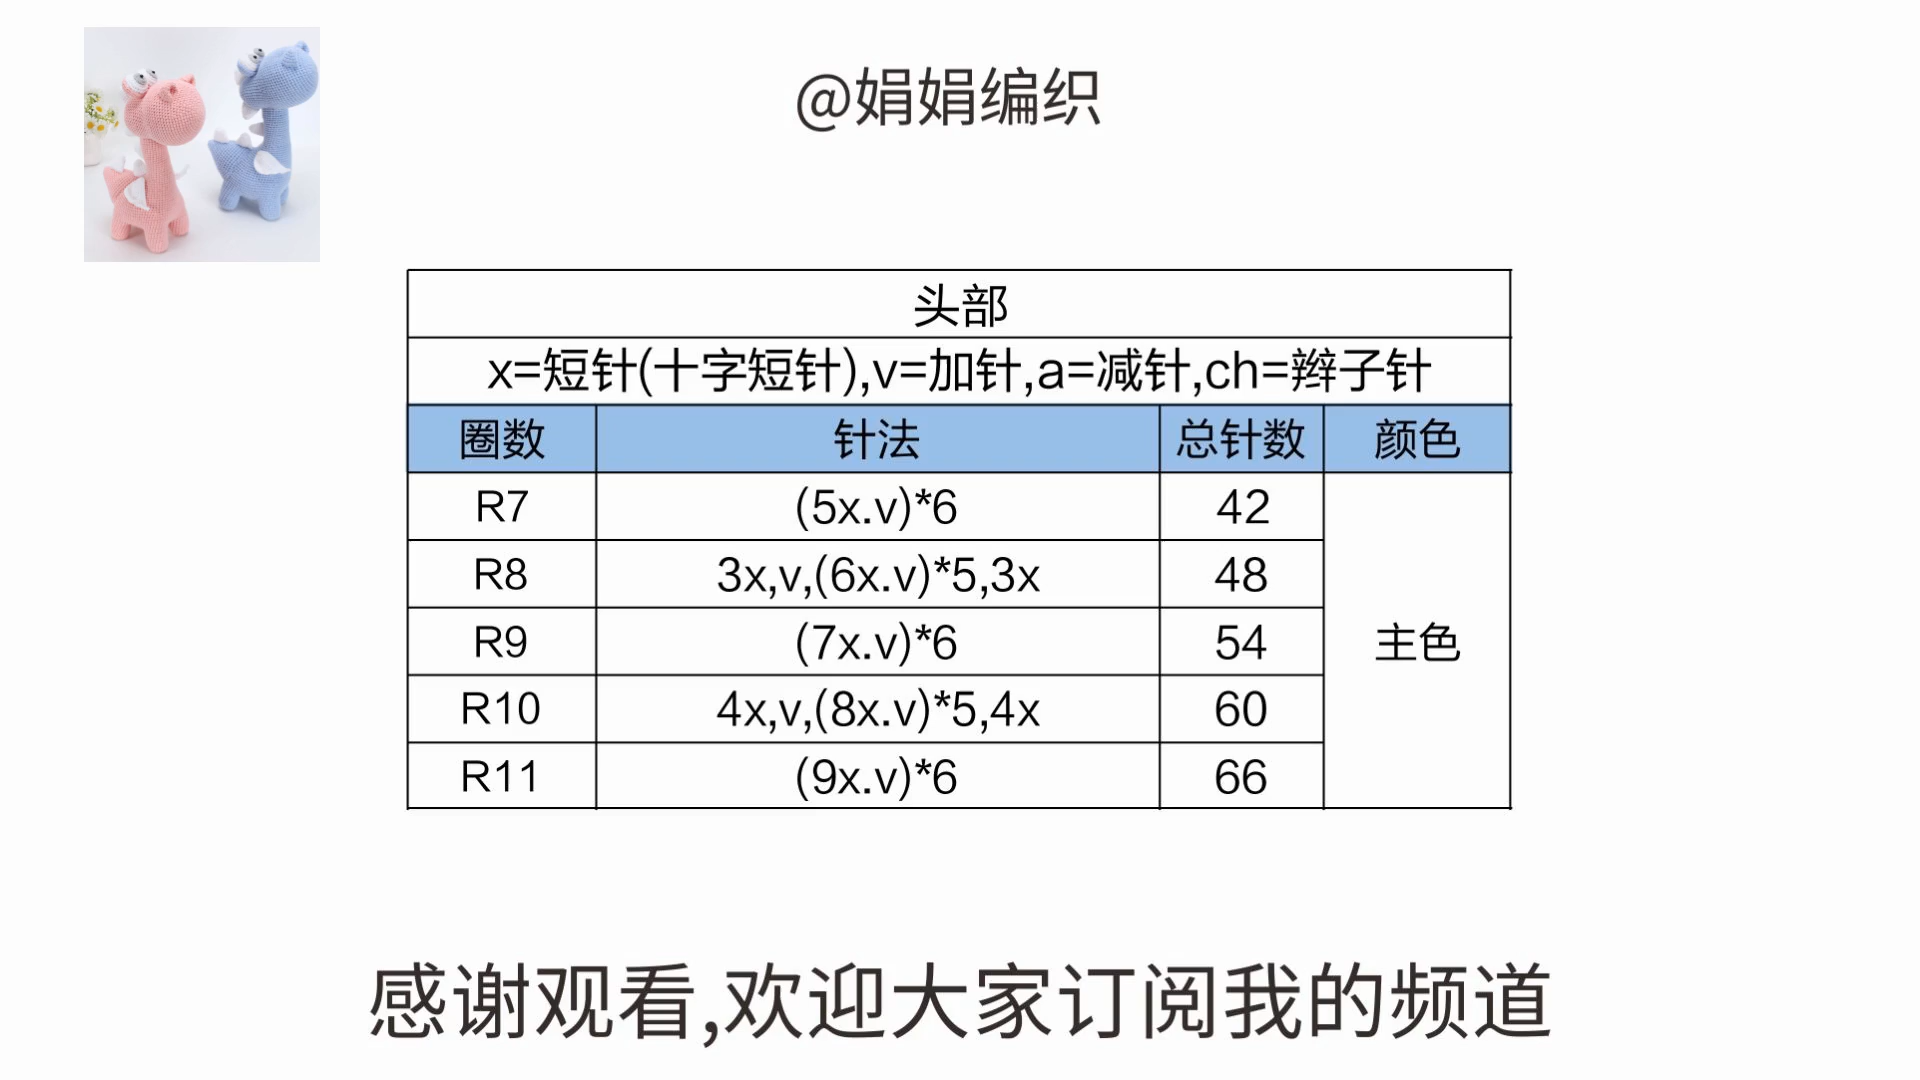 @娟娟编织
头部
x=短针(十字短针),v=加针,a=减针,ch=辫子针
圈数 针法 总针数 颜色
R7 (5x.v)*6 42
R8 3x,v,(6x.v)*5,3x 48
R9 (7x.v)*6 54 主色
R10 4x,v,(8x.v)*5,4x 60
R11 (9x.v)*6 66
感谢观看,欢迎大家订阅我的频道